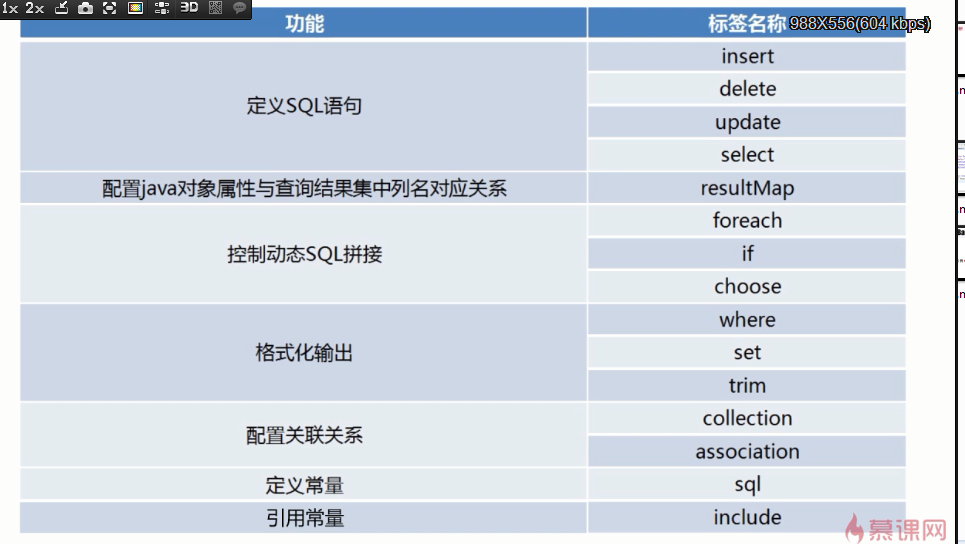 1x 2x 3D
功能 标签名称
988X556(604 kbps)
定义SQL语句
insert
delete
update
select
配置java对象属性与查询结果集中列名对应关系 resultMap
控制动态SQL拼接
foreach
if
choose
格式化输出
where
set
trim
配置关联关系
collection
association
定义常量 sql
引用常量 include
慕课网